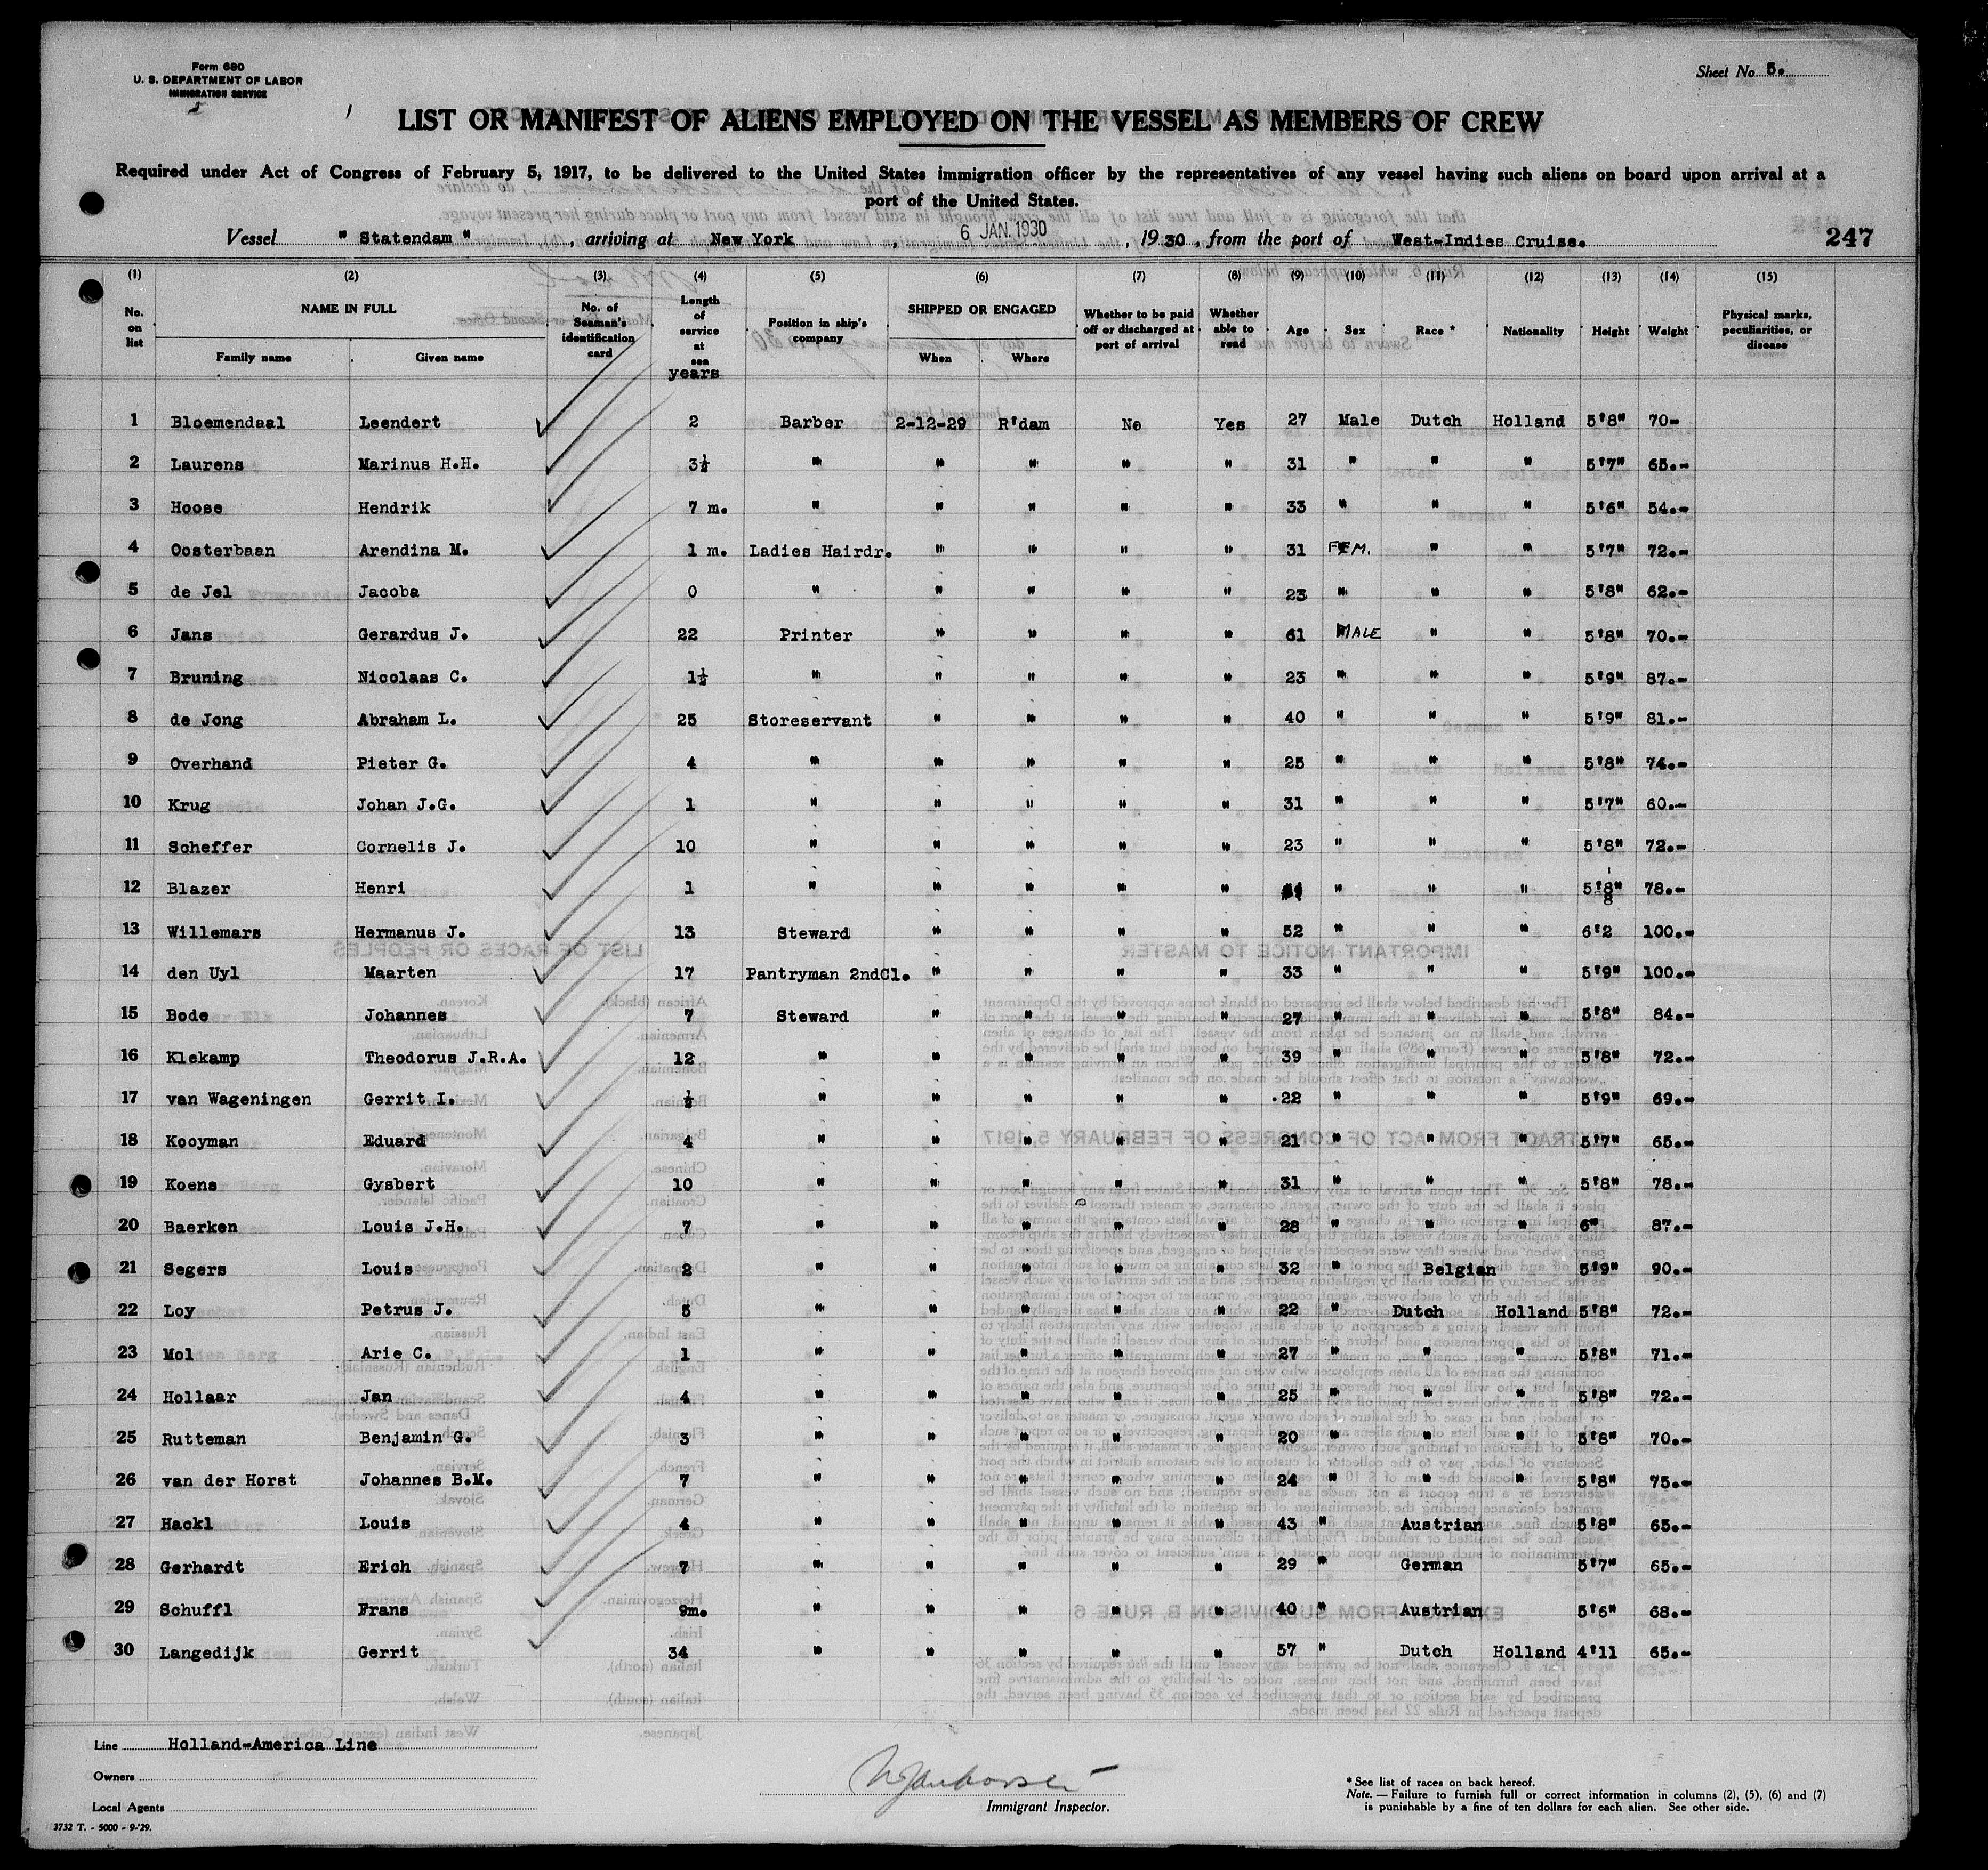 Form 680
U. S. DEPARTMENT OF LABOR
IMMIGRATION SERVICE
Sheet No 5.
LIST OR MANIFEST OF ALIENS EMPLOYED ON THE VESSEL AS MEMBERS OF CREW
Required under Act of Congress of February 5, 1917, to be delivered to the United States immigration officer by the representatives of any vessel having such aliens on board upon arrival at a
port of the United States.
Vessel " Statendam ", arriving at New York, 6 JAN. 1930, 1930, from the port of West-Indies Cruise. 247
(1) (2) (3) (4) (5) (6) (7) (8) (9) (10) (11) (12) (13) (14) (15)
No. on list NAME IN FULL Family name Given name No. of Seaman's identification card Length of service at sea years Position in ship's company SHIPPED OR ENGAGED When Where Whether to be paid off or discharged at port of arrival Whether able to read Age Sex Race * Nationality Height Weight Physical marks, peculiarities, or disease
1 Bloemendaal Leendert 2 Barber 2-12-29 R'dam No Yes 27 Male Dutch Holland 5'8" 70-
2 Laurens Marinus H.H. 3½ " " " " " 31 " " " 5'7" 65.-
3 Hoose Hendrik 7 m. " " " " " 33 " " " 5'6" 54.-
4 Oosterbaan Arendina M. 1 m. Ladies Hairdr. " " " " 31 FEM. " " 5'7" 72.-
5 de Jel Jacoba 0 " " " " " 23 " " " 5'8" 62.-
6 Jans Gerardus J. 22 Printer " " " " 61 MALE " " 5'8" 70.-
7 Bruning Nicolaas C. 1½ " " " " " 23 " " " 5'9" 87.-
8 de Jong Abraham L. 25 Storeservant " " " " 40 " " " 5'9" 81.-
9 Overhand Pieter G. 4 " " " " " 25 " " " 5'8" 74.-
10 Krug Johan J.G. 1 " " " " " 31 " " " 5'7" 60.-
11 Scheffer Cornelis J. 10 " " " " " 23 " " " 5'8" 72.-
12 Blazer Henri 1 " " " " " " " " 5'8" 78.-
13 Willemars Hermanus J. 13 Steward " " " " 52 " " " 6'2 100.-
14 den Uyl Maarten 17 Pantryman 2ndCl. " " " " 33 " " " 5'9" 100.-
15 Bode Johannes 7 Steward " " " " 27 " " " 5'8" 84.-
16 Klekamp Theodorus J.R.A. 12 " " " " " 39 " " " 5'8" 72.-
17 van Wageningen Gerrit I. ½ " " " " " 22 " " " 5'9" 69.-
18 Kooyman Eduard 4 " " " " " 21 " " " 5'7" 65.-
19 Koens Gysbert 10 " " " " " 31 " " " 5'8" 78.-
20 Baerken Louis J.H. 7 " " " " " 28 " " " 6" 87.-
21 Segers Louis 2 " " " " " 32 " Belgian 5'9" 90.-
22 Loy Petrus J. 5 " " " " " 22 " Dutch Holland 5'8" 72.-
23 Mol Arie C. 1 " " " " " 27 " " " 5'8" 71.-
24 Hollaar Jan 4 " " " " " 25 " " " 5'8" 72.-
25 Rutteman Benjamin G. 3 " " " " " 20 " " " 5'8" 70.-
26 van der Horst Johannes B.M. 7 " " " " " 24 " " " 5'8" 75.-
27 Hackl Louis 4 " " " " " 43 " Austrian 5'8" 65.-
28 Gerhardt Erich 7 " " " " " 29 " German 5'7" 65.-
29 Schuffl Frans 9m. " " " " " 40 " Austrian 5'6" 68.-
30 Langedijk Gerrit 34 " " " " " 57 " Dutch Holland 4'11 65.-
Line Holland-America Line
Owners
Local Agents
3732 T. - 5000 - 9-'29.
Immigrant Inspector.
* See list of races on back hereof.
Note. — Failure to furnish full or correct information in columns (2), (5), (6) and (7)
is punishable by a fine of ten dollars for each alien. See other side.